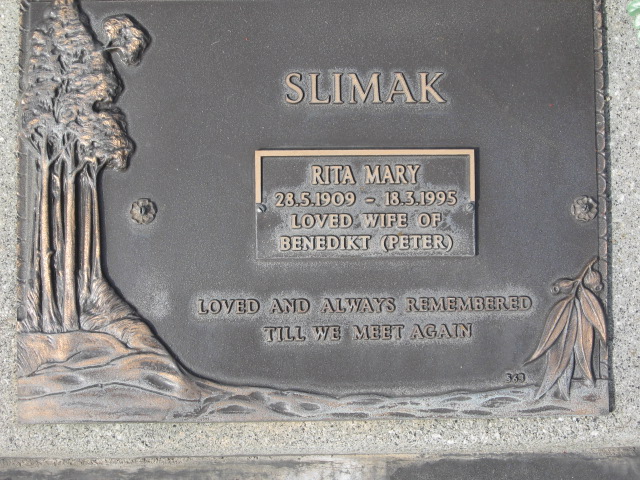 SLIMAK
RITA MARY
28.5.1909 - 18.3.1995
LOVED WIFE OF
BENEDIKT (PETER)
LOVED AND ALWAYS REMEMBERED
TILL WE MEET AGAIN